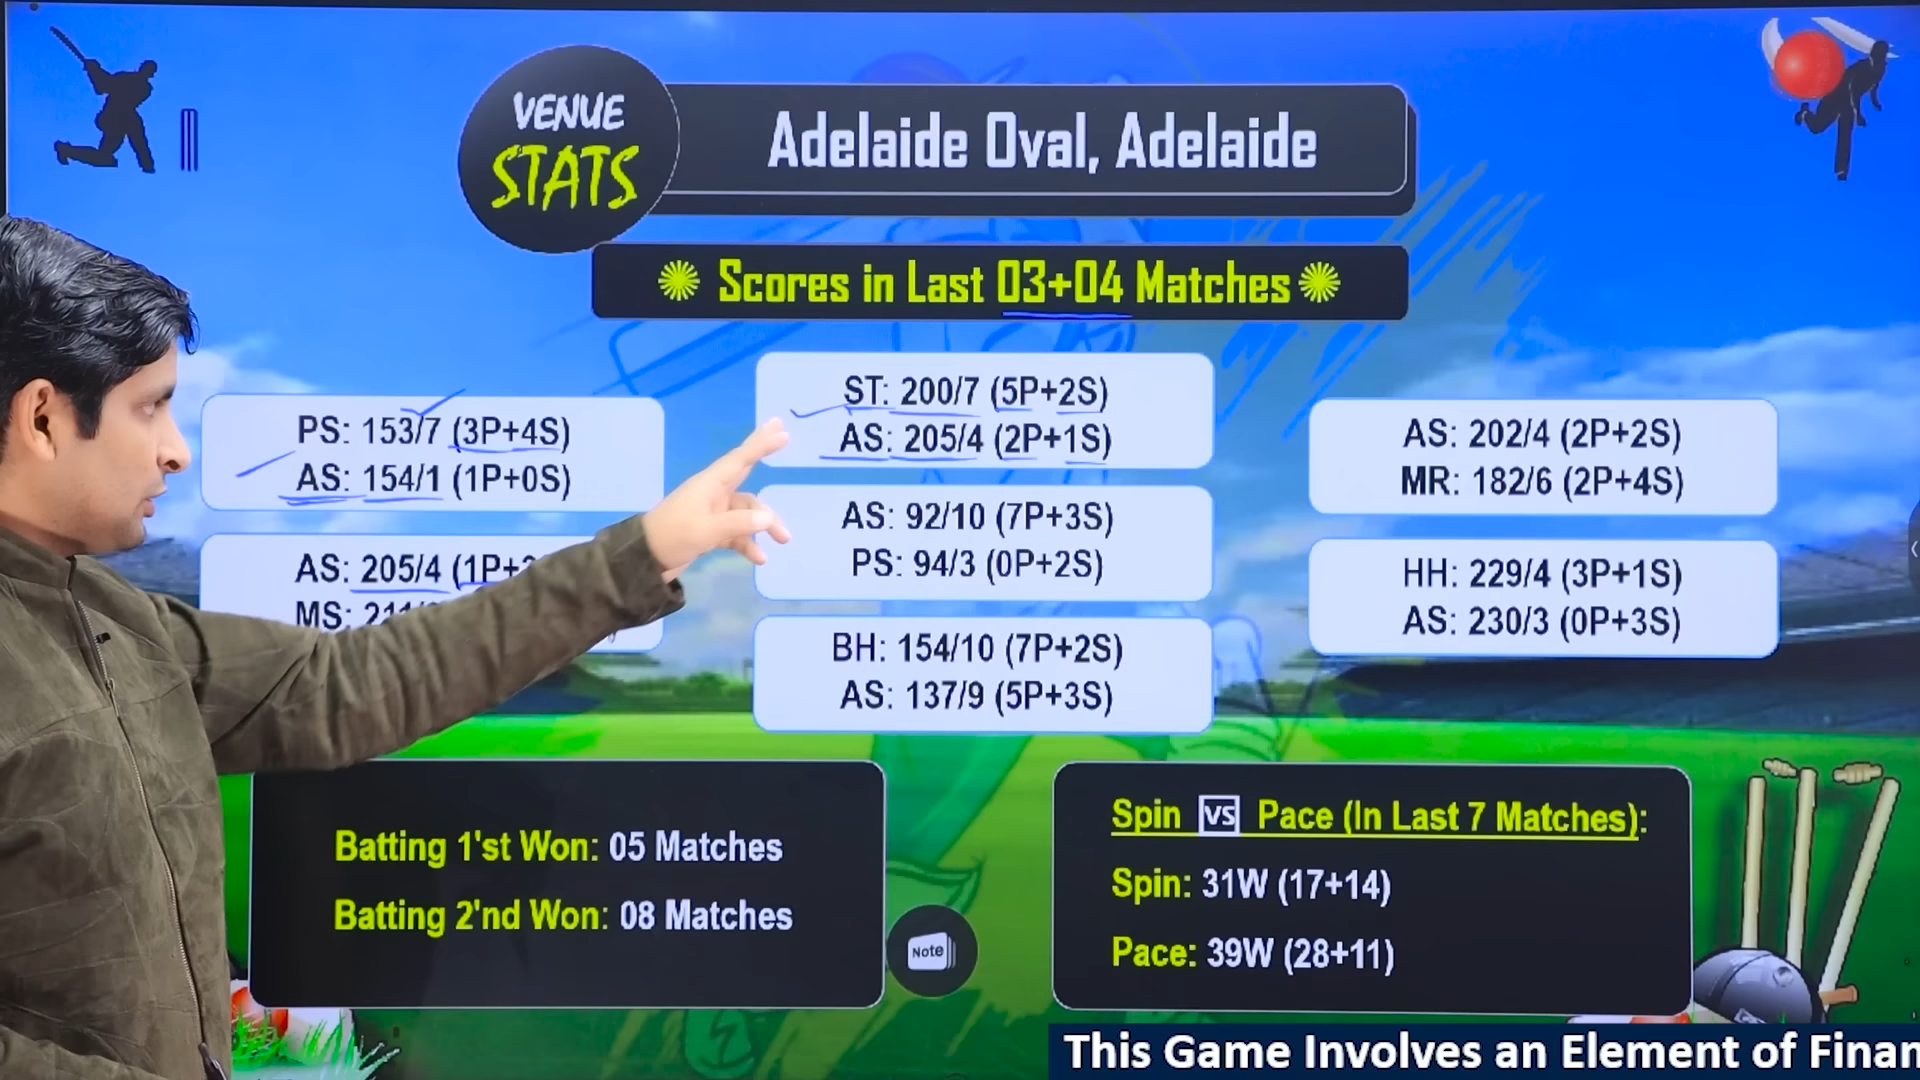 VENUE
STATS
Adelaide Oval, Adelaide
Scores in Last 03+04 Matches
PS: 153/7 (3P+4S)
AS: 154/1 (1P+0S)
AS: 205/4 (1P+
MS:
ST: 200/7 (5P+2S)
AS: 205/4 (2P+1S)
AS: 92/10 (7P+3S)
PS: 94/3 (0P+2S)
BH: 154/10 (7P+2S)
AS: 137/9 (5P+3S)
AS: 202/4 (2P+2S)
MR: 182/6 (2P+4S)
HH: 229/4 (3P+1S)
AS: 230/3 (0P+3S)
Batting 1'st Won: 05 Matches
Batting 2'nd Won: 08 Matches
Note
Spin VS Pace (In Last 7 Matches):
Spin: 31W (17+14)
Pace: 39W (28+11)
This Game Involves an Element of Finan